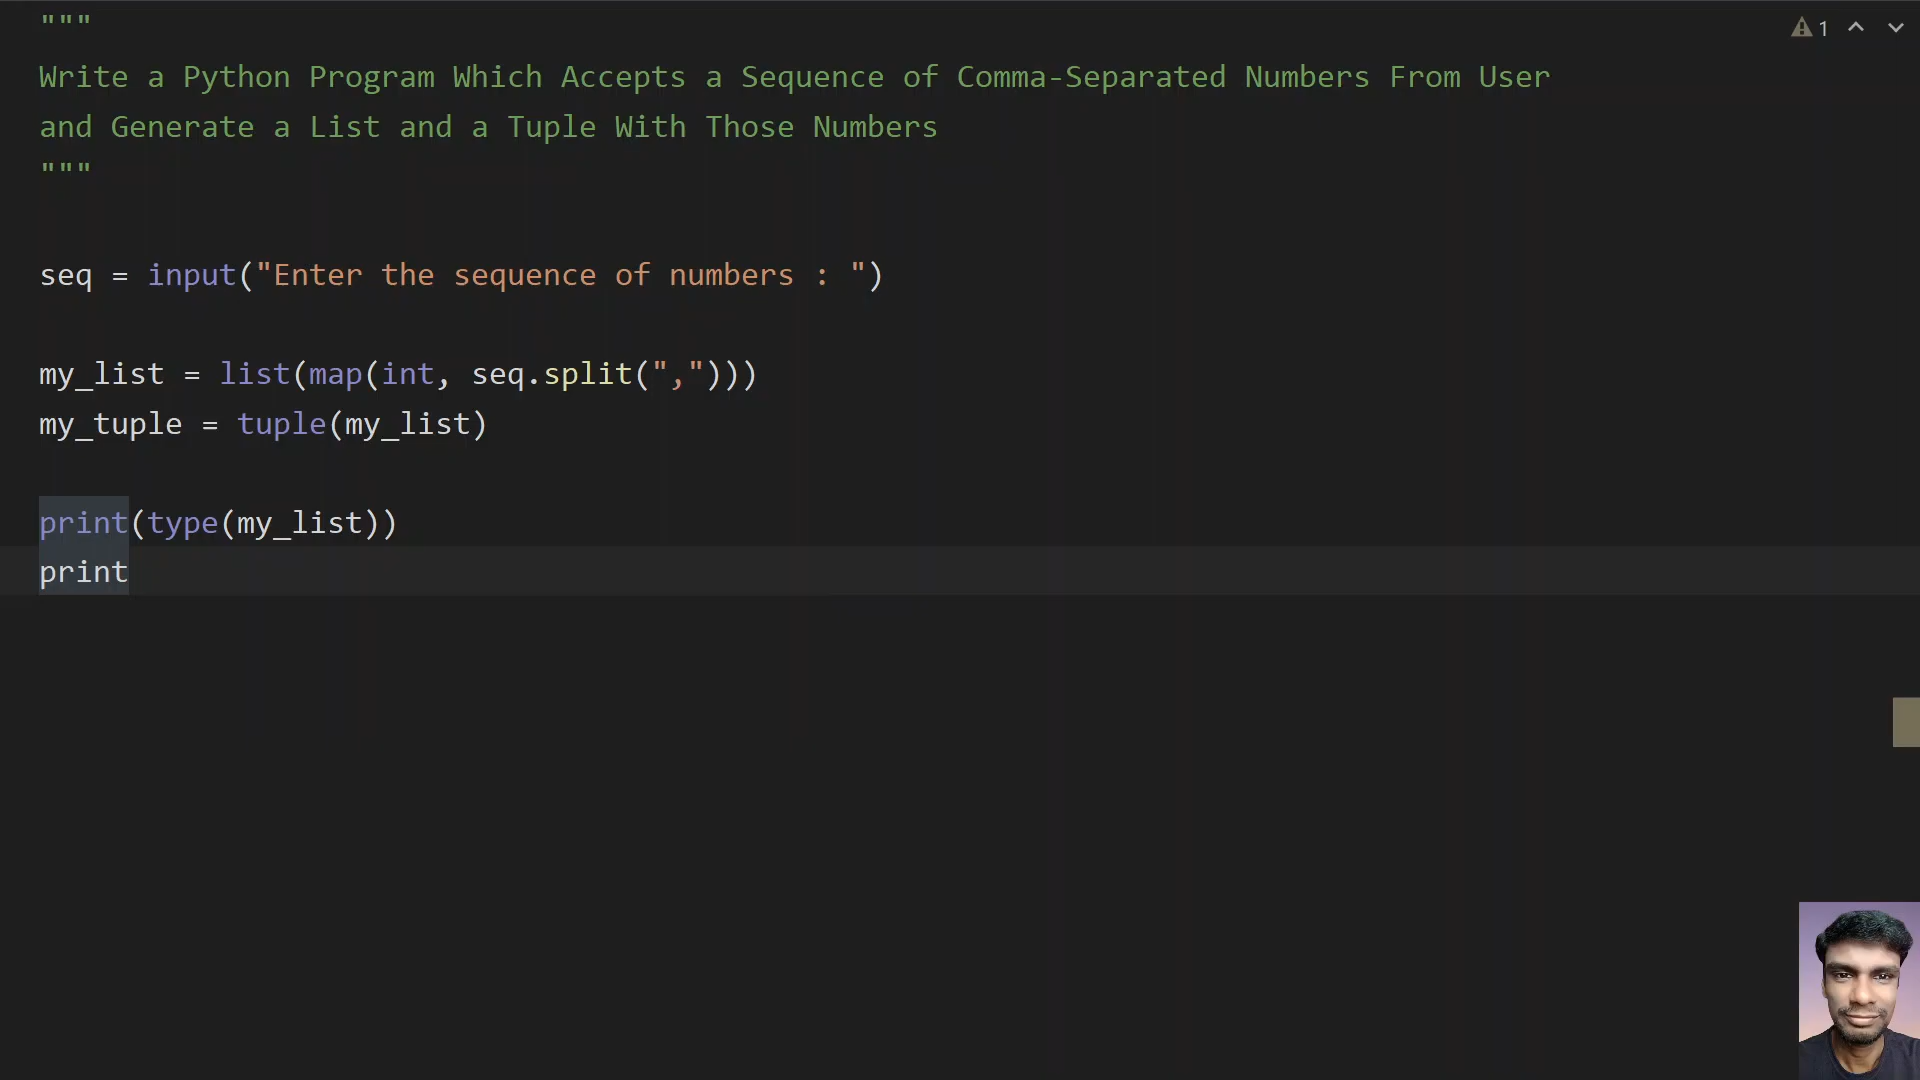 """
Write a Python Program Which Accepts a Sequence of Comma-Separated Numbers From User
and Generate a List and a Tuple With Those Numbers
"""
seq = input("Enter the sequence of numbers : ")
my_list = list(map(int, seq.split(",")))
my_tuple = tuple(my_list)
print(type(my_list))
print
1